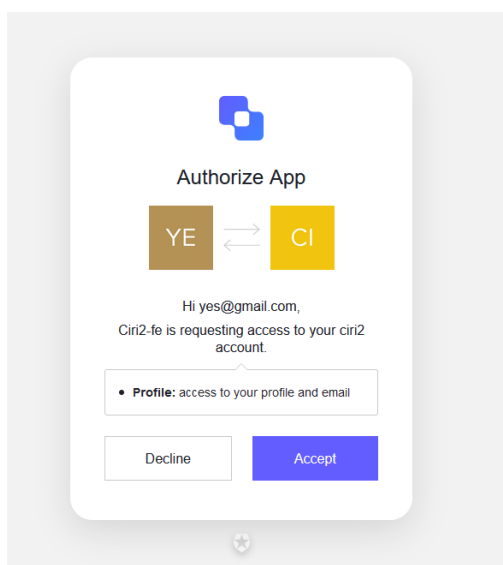 Authorize App
YE
CI
Hi yes@gmail.com,
Ciri2-fe is requesting access to your ciri2
account.
Profile: access to your profile and email
Decline
Accept